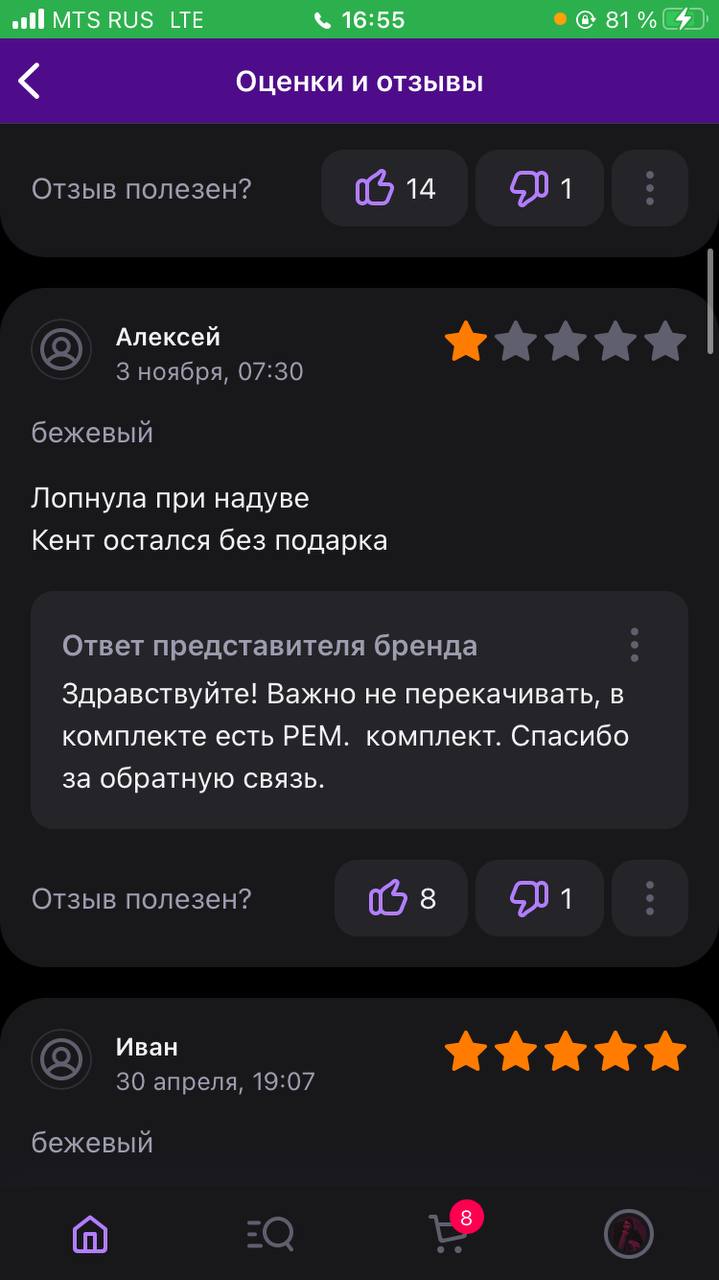 MTS RUS LTE 16:55 81 %
Оценки и отзывы
Отзыв полезен? 14 1
Алексей
3 ноября, 07:30
бежевый
Лопнула при надуве
Кент остался без подарка
Ответ представителя бренда
Здравствуйте! Важно не перекачивать, в
комплекте есть РЕМ.  комплект. Спасибо
за обратную связь.
Отзыв полезен? 8 1
Иван
30 апреля, 19:07
бежевый
8